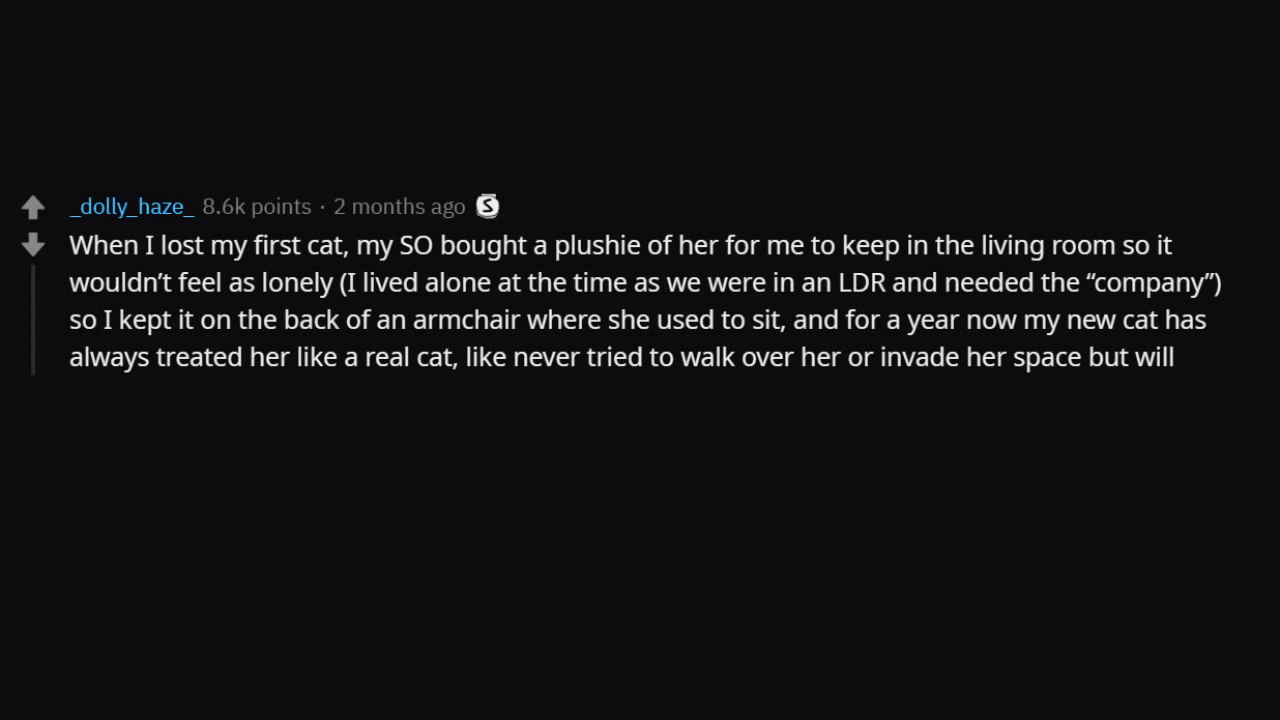 _dolly_haze_ 8.6k points · 2 months ago S
When I lost my first cat, my SO bought a plushie of her for me to keep in the living room so it
wouldn’t feel as lonely (I lived alone at the time as we were in an LDR and needed the “company”)
so I kept it on the back of an armchair where she used to sit, and for a year now my new cat has
always treated her like a real cat, like never tried to walk over her or invade her space but will